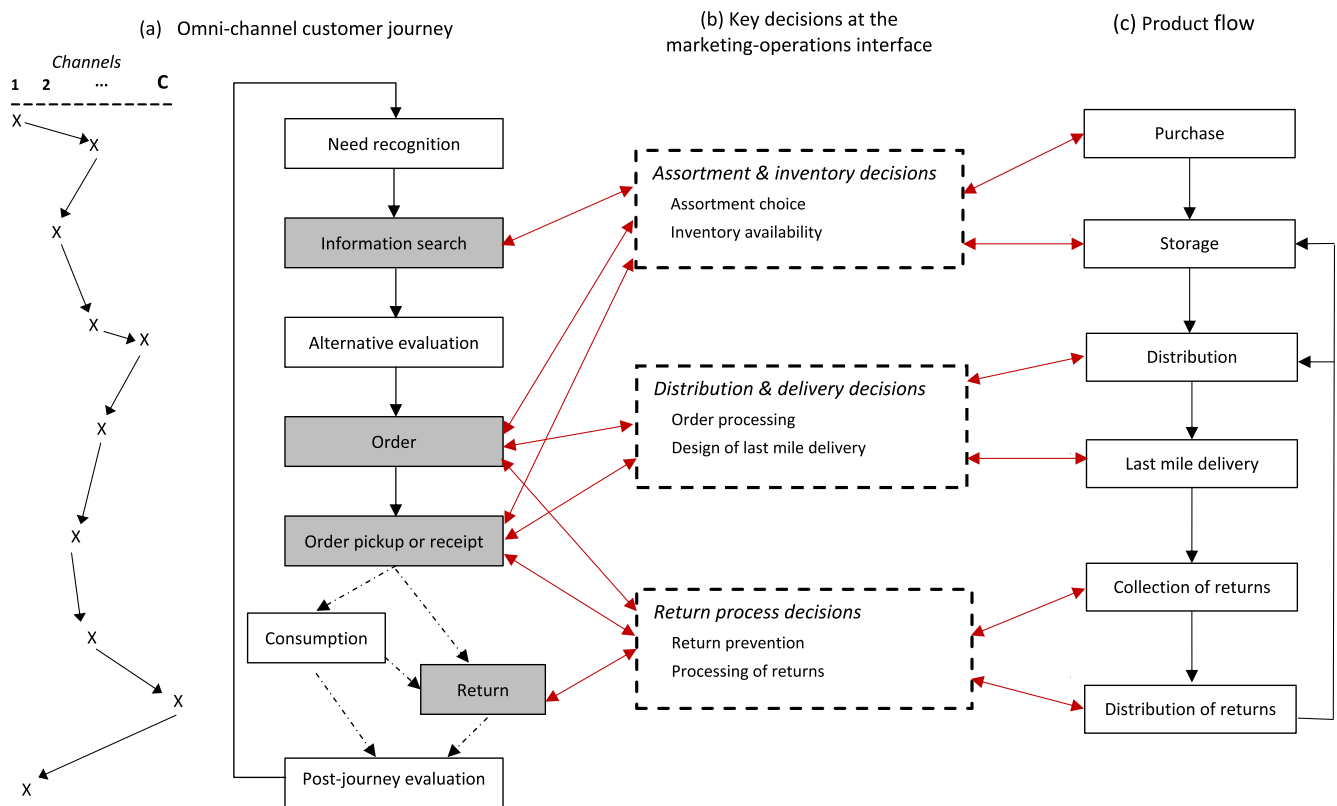 (a) Omni-channel customer journey
Channels
1 2 ... C
X
X
X
X
X
X
X
X
X
X
Need recognition
Information search
Alternative evaluation
Order
Order pickup or receipt
Consumption
Return
Post-journey evaluation
(b) Key decisions at the
marketing-operations interface
Assortment & inventory decisions
Assortment choice
Inventory availability
Distribution & delivery decisions
Order processing
Design of last mile delivery
Return process decisions
Return prevention
Processing of returns
(c) Product flow
Purchase
Storage
Distribution
Last mile delivery
Collection of returns
Distribution of returns